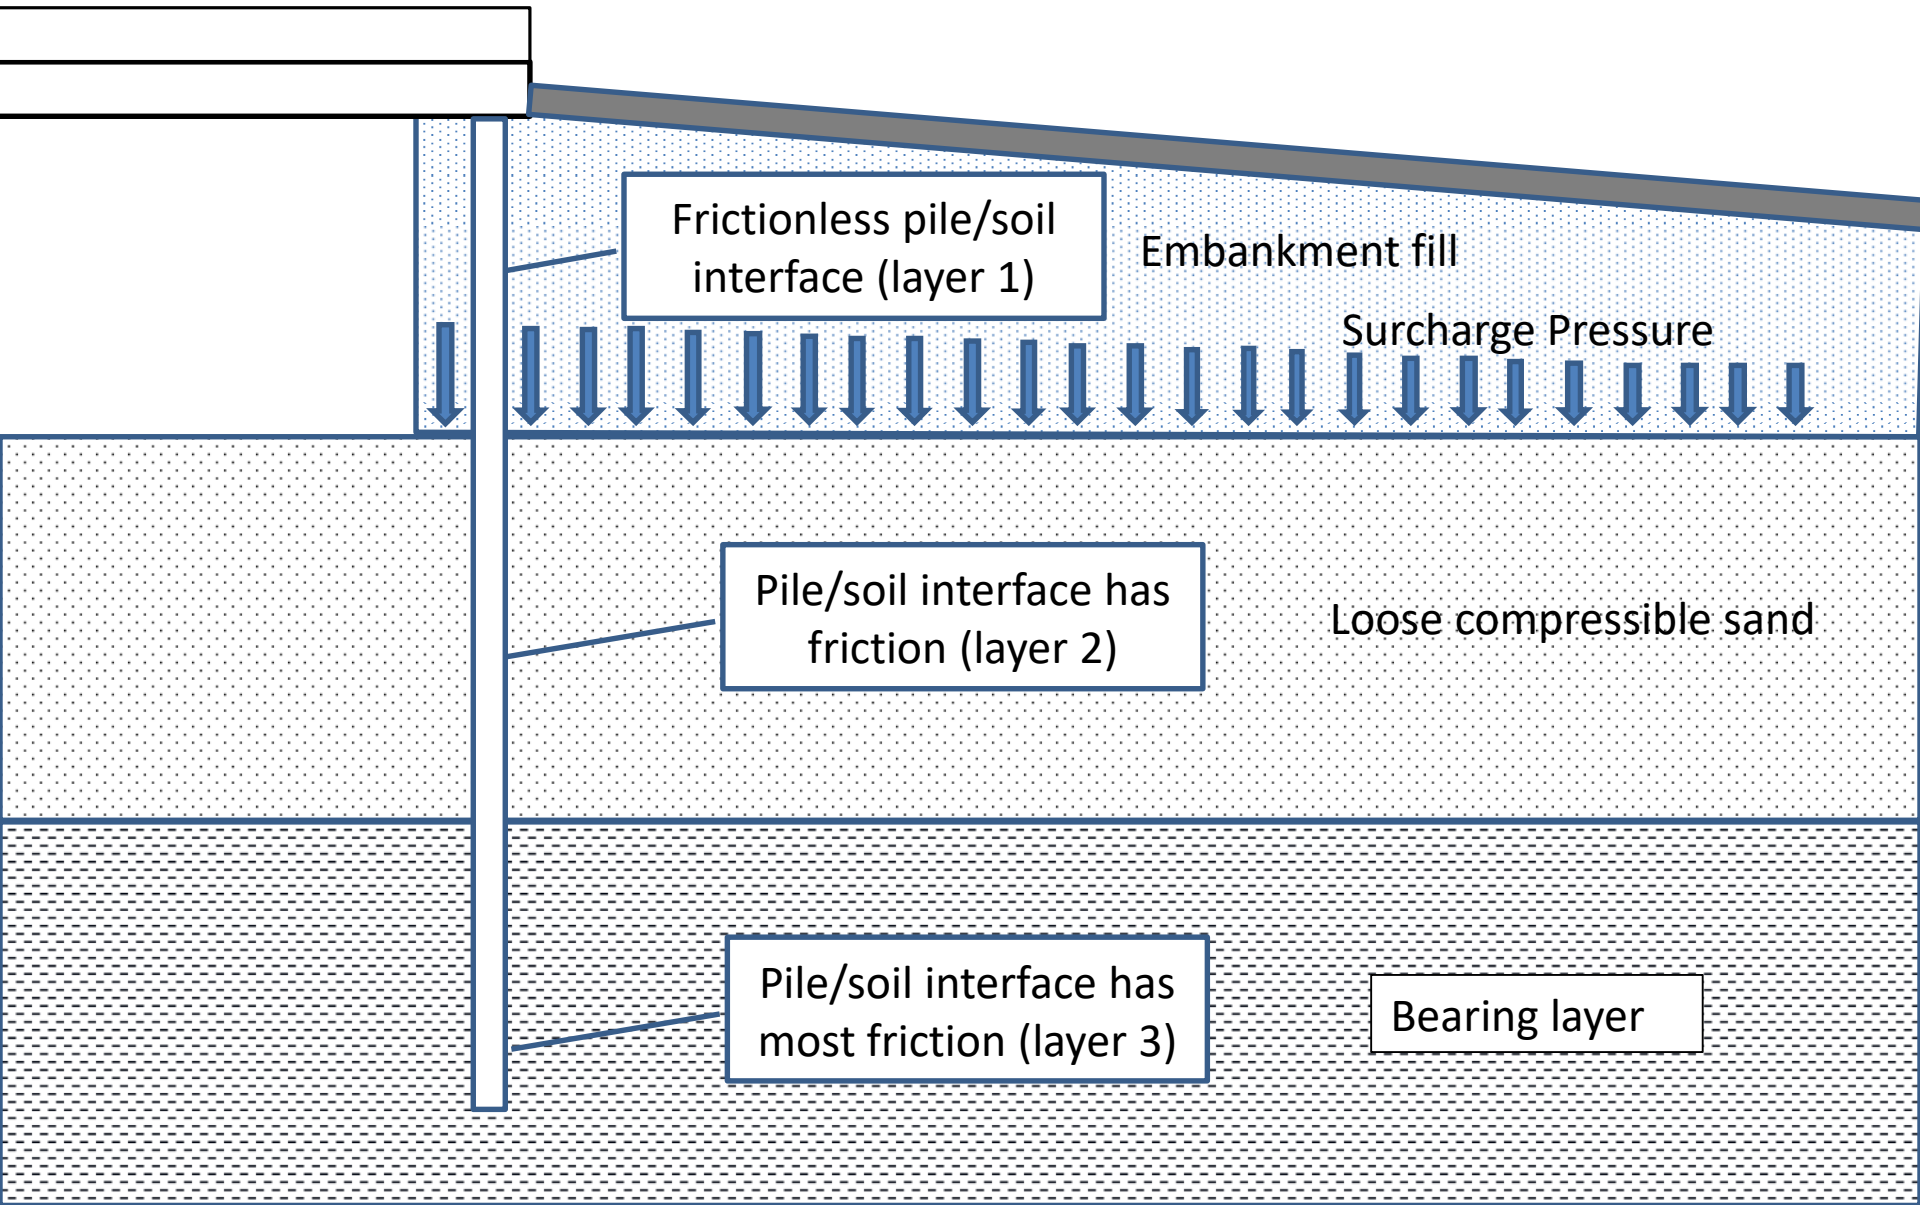 Frictionless pile/soil
interface (layer 1)
Embankment fill
Surcharge Pressure
Pile/soil interface has
friction (layer 2)
Loose compressible sand
Pile/soil interface has
most friction (layer 3)
Bearing layer